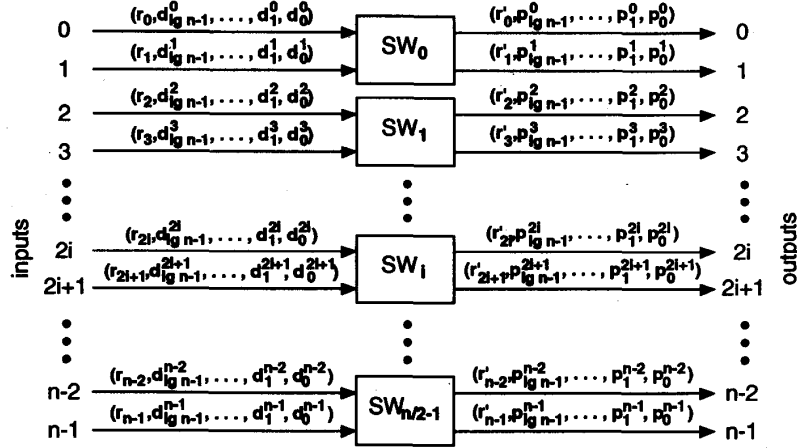 0 (r₀,d⁰lg n-1, . . . , d⁰₁, d⁰₀) (r'₀,p⁰lg n-1, . . . , p⁰₁, p⁰₀) 0
SW₀
1 (r₁,d¹lg n-1, . . . , d¹₁, d¹₀) (r'₁,p¹lg n-1, . . . , p¹₁, p¹₀) 1
2 (r₂,d²lg n-1, . . . , d²₁, d²₀) (r'₂,p²lg n-1, . . . , p²₁, p²₀) 2
SW₁
3 (r₃,d³lg n-1, . . . , d³₁, d³₀) (r'₃,p³lg n-1, . . . , p³₁, p³₀) 3
inputs
outputs
2i (r2i,d2ilg n-1, . . . , d2i1, d2i0) (r'2i,p2ilg n-1, . . . , p2i1, p2i0) 2i
SWi
2i+1 (r2i+1,d2i+1lg n-1, . . . , d2i+11, d2i+10) (r'2i+1,p2i+1lg n-1, . . . , p2i+11, p2i+10) 2i+1
n-2 (rn-2,dn-2lg n-1, . . . , dn-21, dn-20) (r'n-2,pn-2lg n-1, . . . , pn-21, pn-20) n-2
SWn/2-1
n-1 (rn-1,dn-1lg n-1, . . . , dn-11, dn-10) (r'n-1,pn-1lg n-1, . . . , pn-11, pn-10) n-1